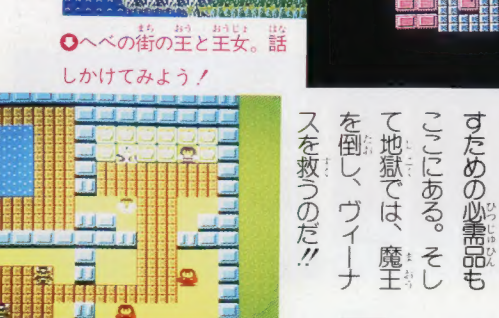 へベの街の王と王女。話
しかけてみよう!
すための必需品も
ここにある。そし
て地獄では、魔王
を倒し、ヴィーナ
スを救うのだ!!